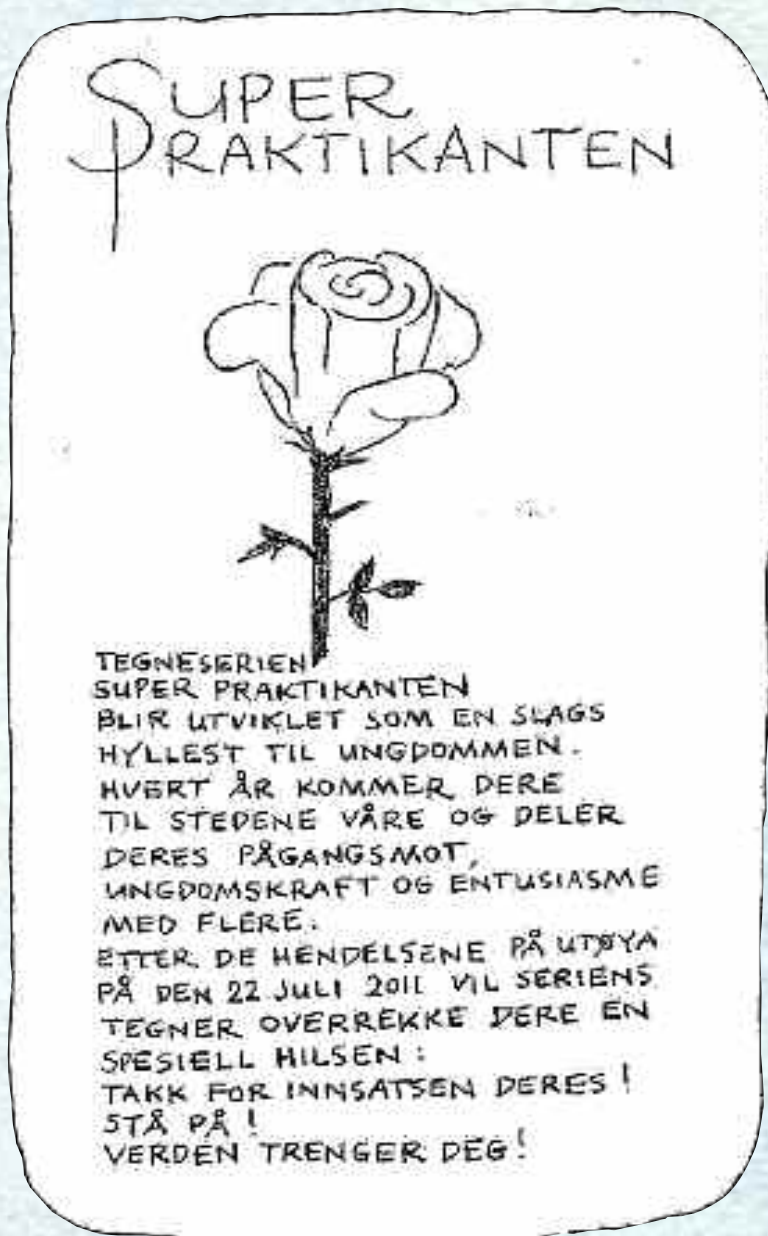 SUPER
PRAKTIKANTEN
TEGNESERIEN
SUPER PRAKTIKANTEN
BLIR UTVIKLET SOM EN SLAGS
HYLLEST TIL UNGDOMMEN.
HVERT ÅR KOMMER DERE
TIL STEDENE VÅRE OG DELER
DERES PÅGANGSMOT,
UNGDOMSKRAFT OG ENTUSIASME
MED FLERE.
ETTER DE HENDELSENE PÅ UTØYA
PÅ DEN 22 JULI 2011 VIL SERIENS
TEGNER OVERREKKE DERE EN
SPESIELL HILSEN:
TAKK FOR INNSATSEN DERES!
STÅ PÅ!
VERDEN TRENGER DEG!